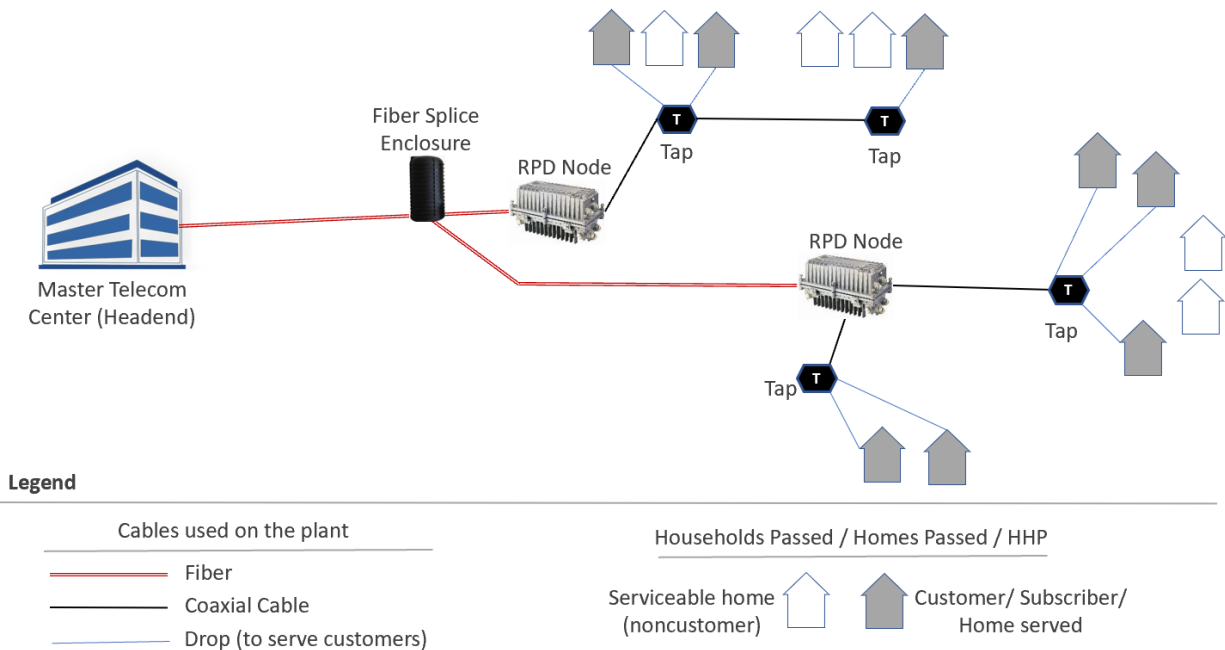 Fiber Splice
Enclosure
RPD Node
T
Tap
T
Tap
Master Telecom
Center (Headend)
RPD Node
T
Tap
Tap
T
Legend
Cables used on the plant
Fiber
Coaxial Cable
Drop (to serve customers)
Households Passed / Homes Passed / HHP
Serviceable home
(noncustomer)
Customer/ Subscriber/
Home served